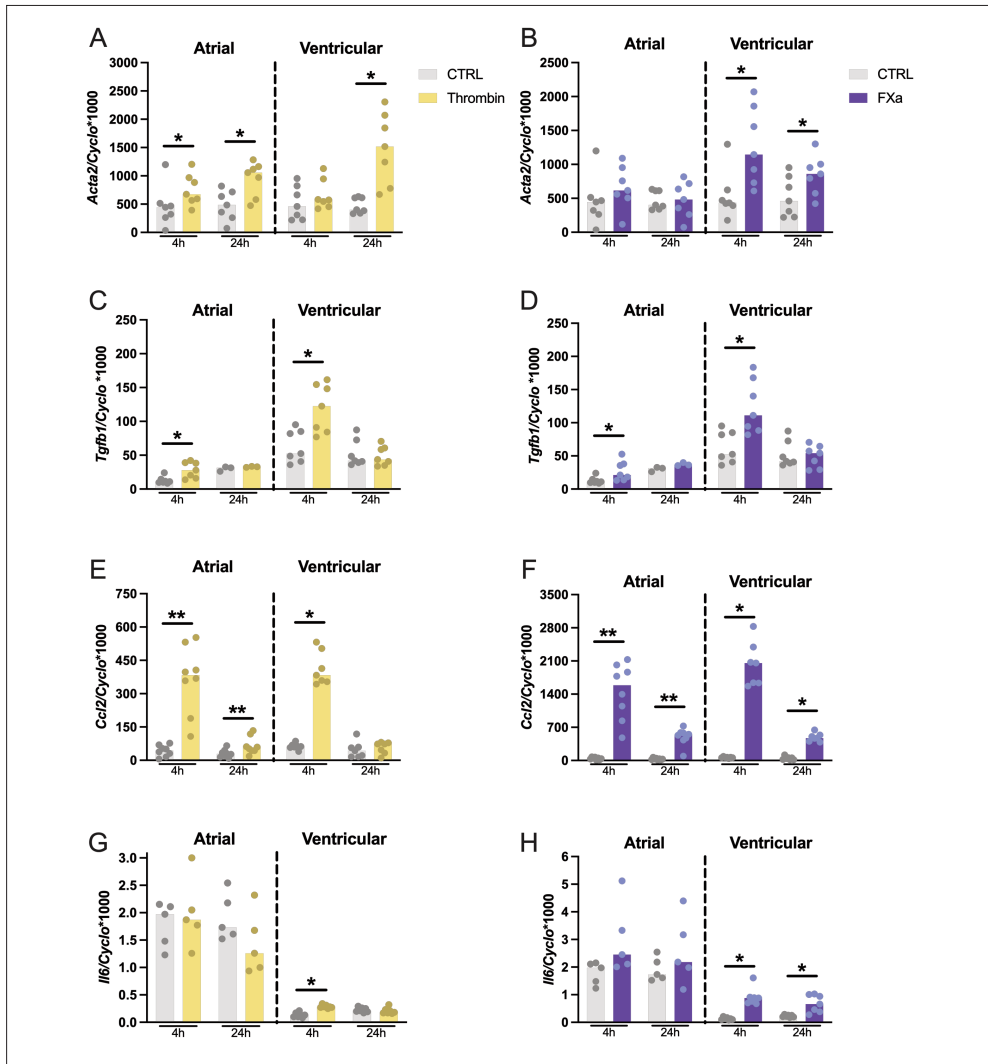 A
Atrial
Ventricular
Acta2/Cyclo*1000
3000
2500
2000
1500
1000
500
0
*
*
*
4h
24h
4h
24h
CTRL
Thrombin
B
Atrial
Ventricular
Acta2/Cyclo*1000
2500
2000
1500
1000
500
0
*
*
4h
24h
4h
24h
CTRL
FXa
C
Atrial
Ventricular
Tgfb1/Cyclo *1000
250
200
150
100
50
0
*
*
4h
24h
4h
24h
D
Atrial
Ventricular
Tgfb1/Cyclo *1000
250
200
150
100
50
0
*
*
4h
24h
4h
24h
E
Atrial
Ventricular
Ccl2/Cyclo*1000
750
600
450
300
150
0
**
**
*
4h
24h
4h
24h
F
Atrial
Ventricular
Ccl2/Cyclo*1000
3500
2800
2100
1400
700
0
**
**
*
*
4h
24h
4h
24h
G
Atrial
Ventricular
Il6/Cyclo*1000
3.0
2.5
2.0
1.5
1.0
0.5
0.0
*
4h
24h
4h
24h
H
Atrial
Ventricular
Il6/Cyclo*1000
6
5
4
3
2
1
0
*
*
4h
24h
4h
24h